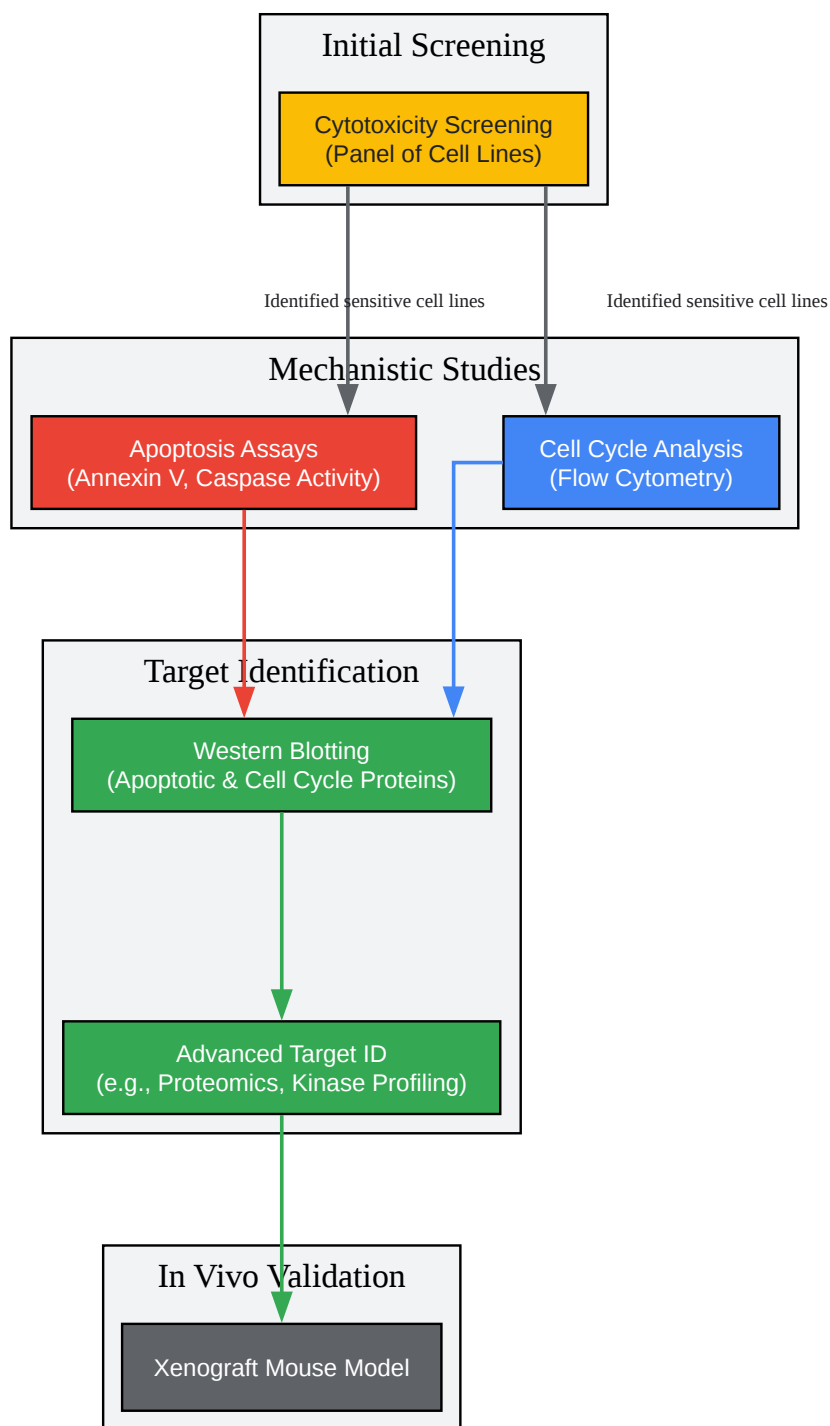 Initial Screening
Cytotoxicity Screening
(Panel of Cell Lines)
Identified sensitive cell lines
Identified sensitive cell lines
Mechanistic Studies
Apoptosis Assays
(Annexin V, Caspase Activity)
Cell Cycle Analysis
(Flow Cytometry)
Target Identification
Western Blotting
(Apoptotic & Cell Cycle Proteins)
Advanced Target ID
(e.g., Proteomics, Kinase Profiling)
In Vivo Validation
Xenograft Mouse Model